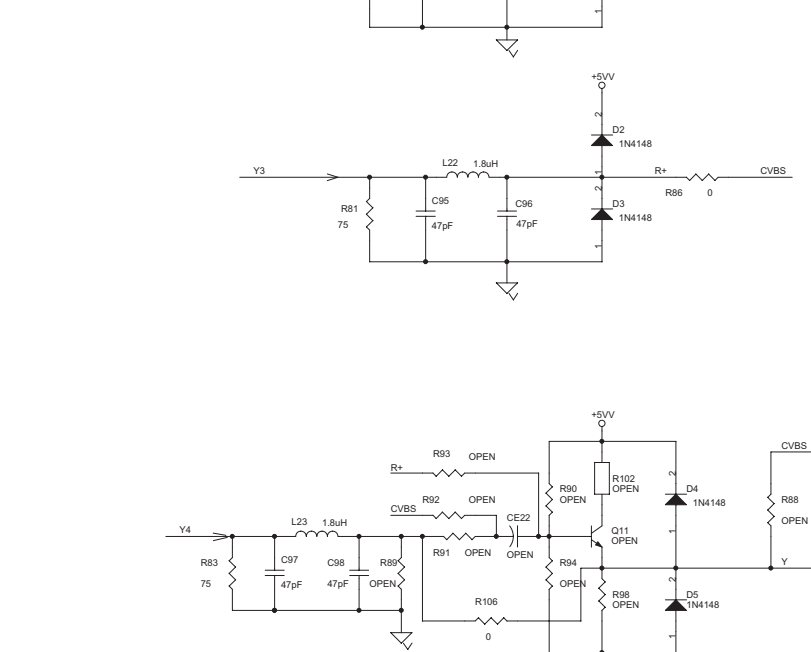 1
+5VV
2
D2
1N4148
1
L22 1.8uH
Y3
R+
CVBS
R86 0
2
C95
C96
D3
R81
1N4148
75
47pF
47pF
1
+5VV
R93 OPEN
CVBS
R+
2
R102
R90
OPEN
D4
R92 OPEN
OPEN
1N4148
R88
CVBS
CE22
L23 1.8uH
OPEN
Y4
Q11
1
OPEN
R91 OPEN
OPEN
R83
C97
C98
R89
R94
Y
75
47pF
47pF
OPEN
OPEN
2
R98
D5
R106
OPEN
1N4148
0
1